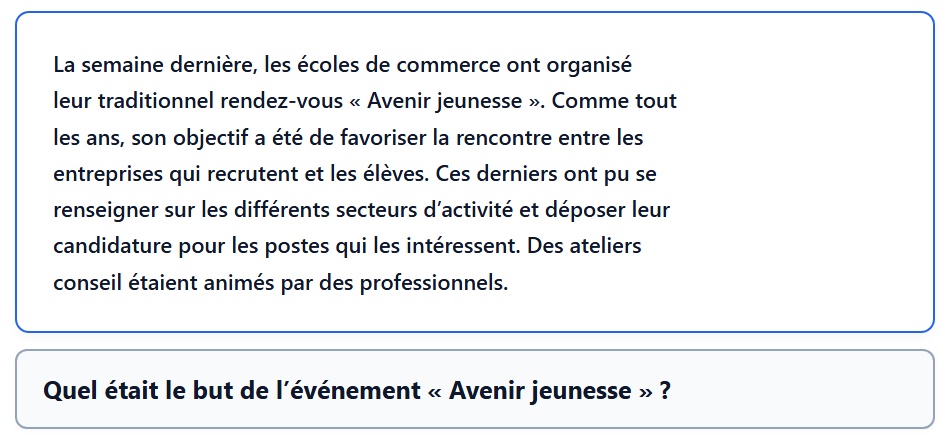 La semaine dernière, les écoles de commerce ont organisé
leur traditionnel rendez-vous « Avenir jeunesse ». Comme tout
les ans, son objectif a été de favoriser la rencontre entre les
entreprises qui recrutent et les élèves. Ces derniers ont pu se
renseigner sur les différents secteurs d’activité et déposer leur
candidature pour les postes qui les intéressent. Des ateliers
conseil étaient animés par des professionnels.
Quel était le but de l’événement « Avenir jeunesse » ?